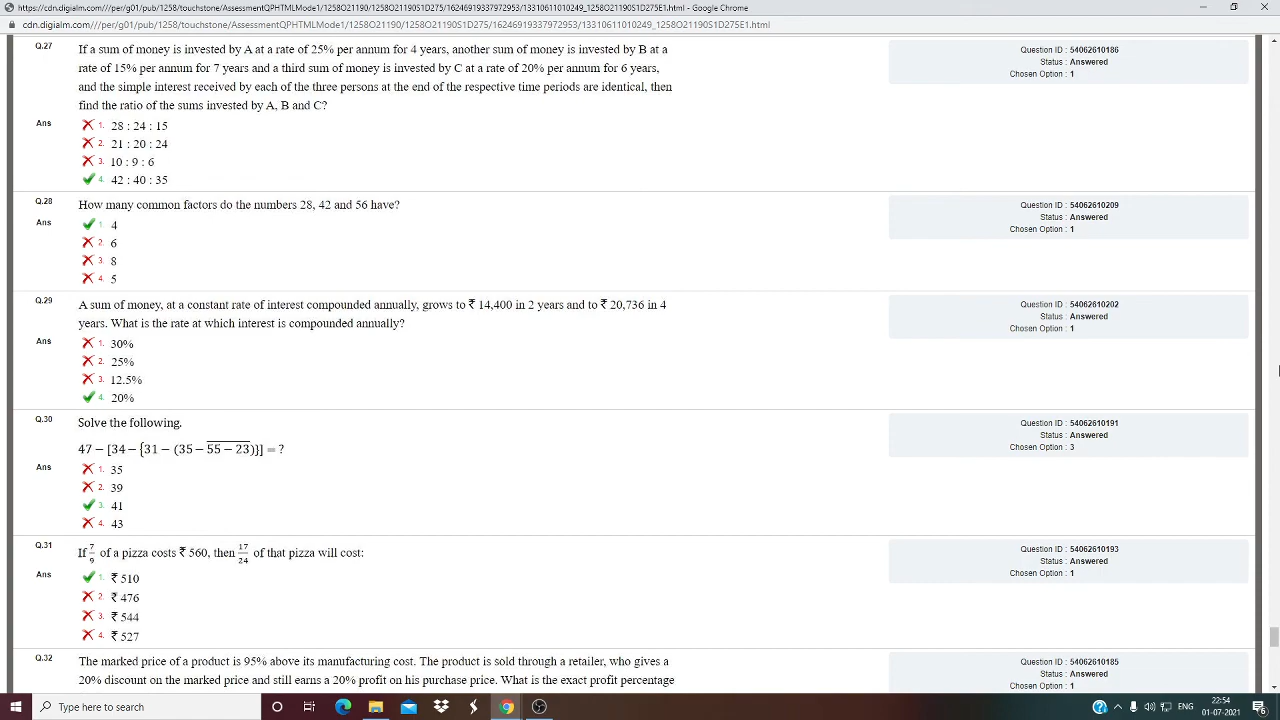 https://cdn.digialm.com///per/g01/pub/1258/touchstone/AssessmentQPHTMLMode1/1258O21190/1258O21190S1D275/16246919337972953/13310611010249_1258O21190S1D275E1.html - Google Chrome
cdn.digialm.com///per/g01/pub/1258/touchstone/AssessmentQPHTMLMode1/1258O21190/1258O21190S1D275/16246919337972953/13310611010249_1258O21190S1D275E1.html
Q.27 If a sum of money is invested by A at a rate of 25% per annum for 4 years, another sum of money is invested by B at a
rate of 15% per annum for 7 years and a third sum of money is invested by C at a rate of 20% per annum for 6 years,
and the simple interest received by each of the three persons at the end of the respective time periods are identical, then
find the ratio of the sums invested by A, B and C?
Question ID : 54062610186
Status : Answered
Chosen Option : 1
Ans 1. 28 : 24 : 15
2. 21 : 20 : 24
3. 10 : 9 : 6
4. 42 : 40 : 35
Q.28 How many common factors do the numbers 28, 42 and 56 have?
Question ID : 54062610209
Status : Answered
Chosen Option : 1
Ans 1. 4
2. 6
3. 8
4. 5
Q.29 A sum of money, at a constant rate of interest compounded annually, grows to ₹ 14,400 in 2 years and to ₹ 20,736 in 4
years. What is the rate at which interest is compounded annually?
Question ID : 54062610202
Status : Answered
Chosen Option : 1
Ans 1. 30%
2. 25%
3. 12.5%
4. 20%
Q.30 Solve the following.
47 − [34− {31 − (35− 55 − 23)}] = ?
Question ID : 54062610191
Status : Answered
Chosen Option : 3
Ans 1. 35
2. 39
3. 41
4. 43
Q.31 If 7/9 of a pizza costs ₹ 560, then 17/24 of that pizza will cost:
Question ID : 54062610193
Status : Answered
Chosen Option : 1
Ans 1. ₹ 510
2. ₹ 476
3. ₹ 544
4. ₹ 527
Q.32 The marked price of a product is 95% above its manufacturing cost. The product is sold through a retailer, who gives a
20% discount on the marked price and still earns a 20% profit on his purchase price. What is the exact profit percentage
Question ID : 54062610185
Status : Answered
Chosen Option : 1
Type here to search
ENG
22:54
01-07-2021